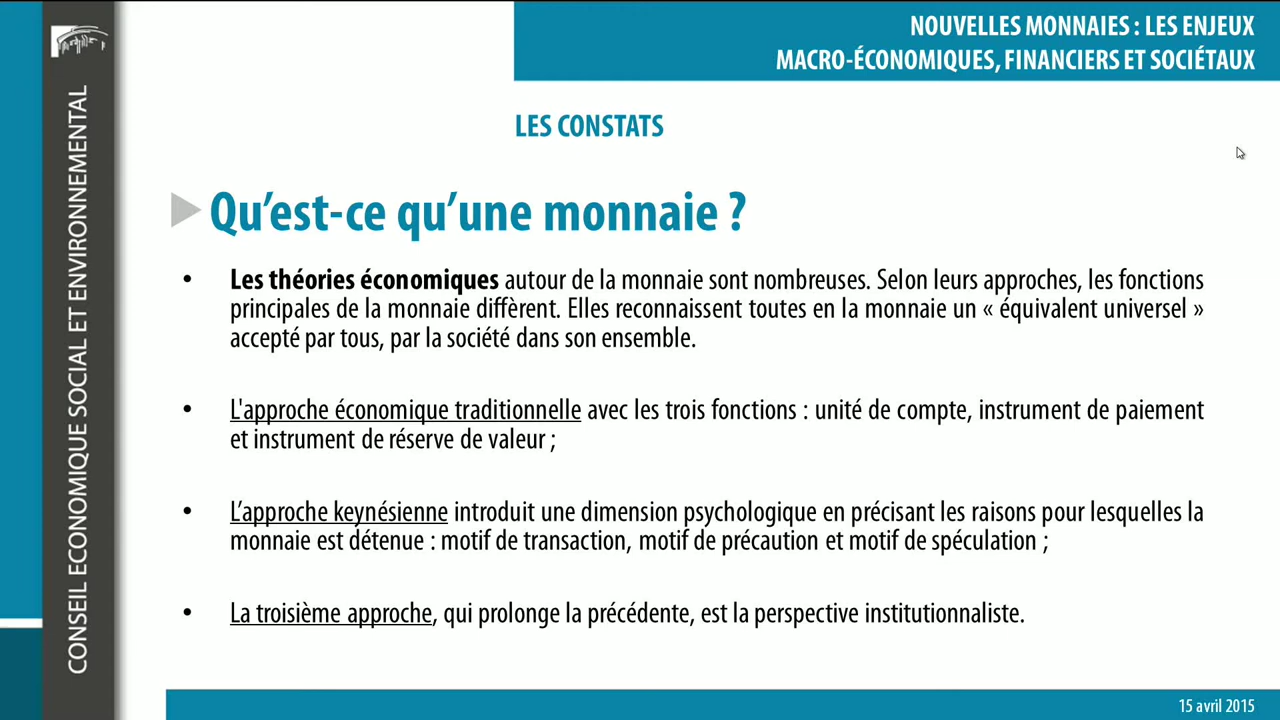 NOUVELLES MONNAIES : LES ENJEUX
MACRO-ÉCONOMIQUES, FINANCIERS ET SOCIÉTAUX
CONSEIL ECONOMIQUE SOCIAL ET ENVIRONNEMENTAL
LES CONSTATS
Qu’est-ce qu’une monnaie ?
• Les théories économiques autour de la monnaie sont nombreuses. Selon leurs approches, les fonctions
principales de la monnaie diffèrent. Elles reconnaissent toutes en la monnaie un « équivalent universel »
accepté par tous, par la société dans son ensemble.
• L'approche économique traditionnelle avec les trois fonctions : unité de compte, instrument de paiement
et instrument de réserve de valeur ;
• L’approche keynésienne introduit une dimension psychologique en précisant les raisons pour lesquelles la
monnaie est détenue : motif de transaction, motif de précaution et motif de spéculation ;
• La troisième approche, qui prolonge la précédente, est la perspective institutionnaliste.
15 avril 2015